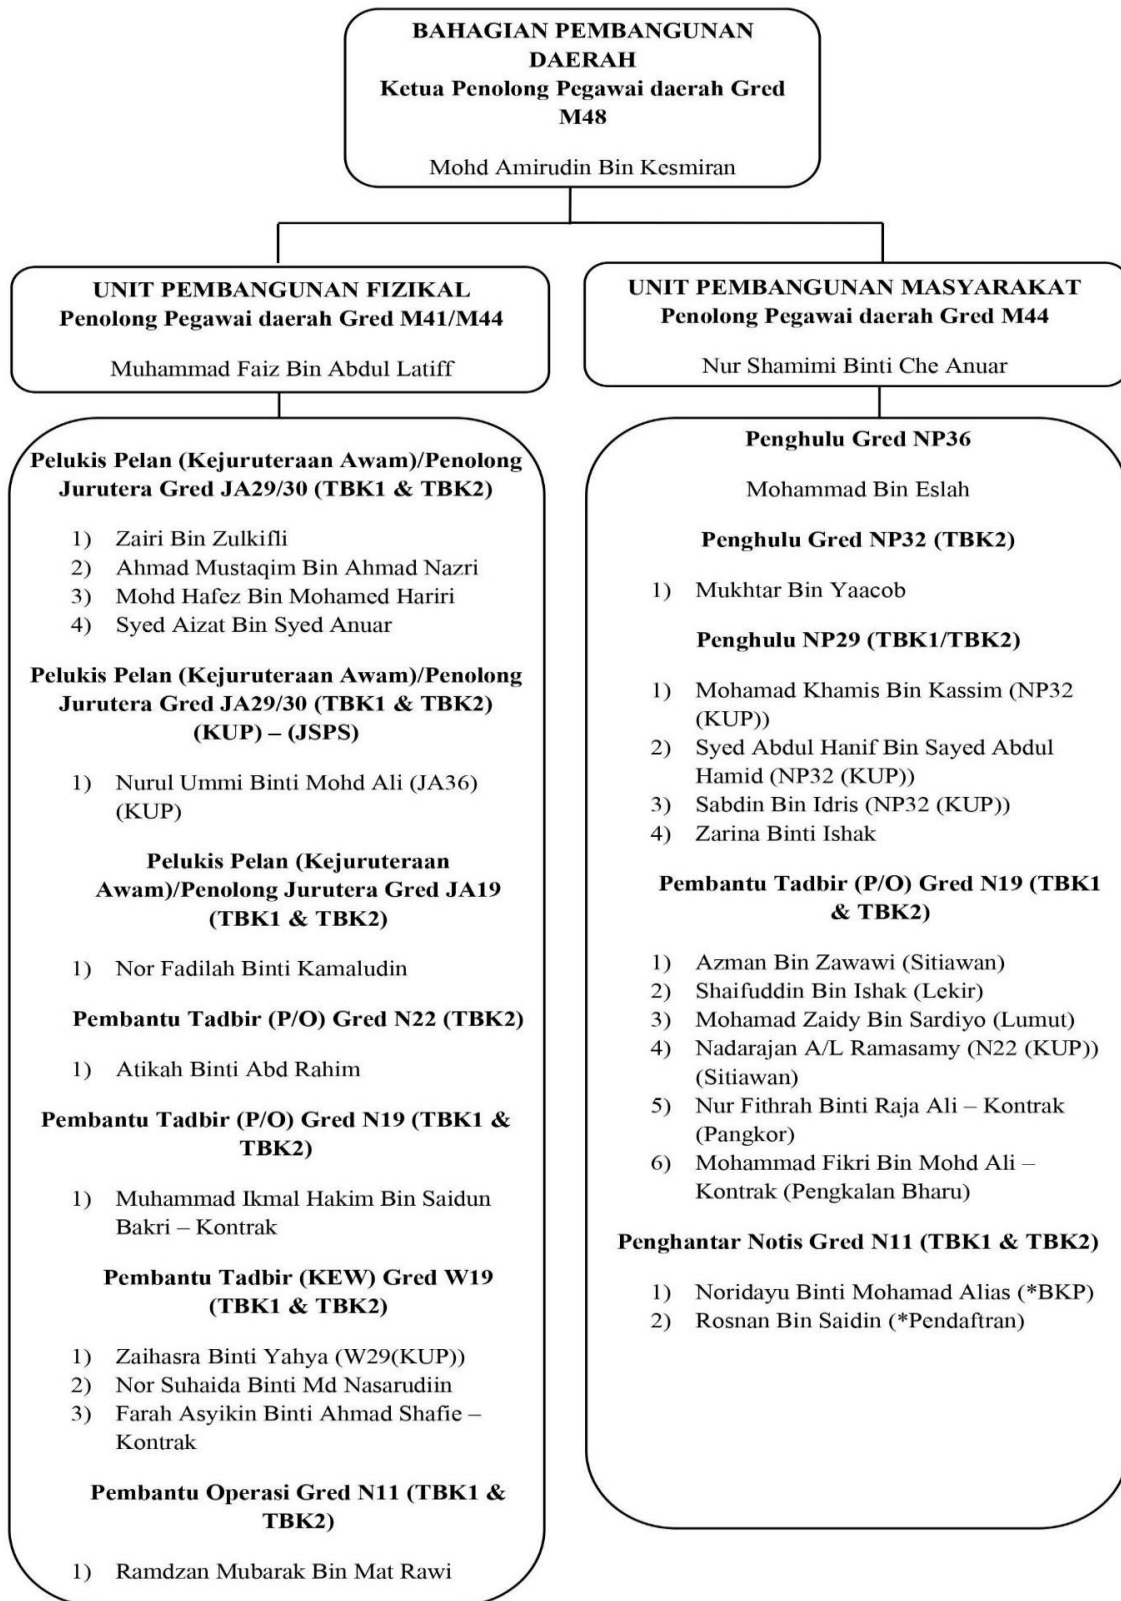 BAHAGIAN PEMBANGUNAN
DAERAH
Ketua Penolong Pegawai daerah Gred
M48
Mohd Amirudin Bin Kesmiran
UNIT PEMBANGUNAN FIZIKAL
Penolong Pegawai daerah Gred M41/M44
Muhammad Faiz Bin Abdul Latiff
Pelukis Pelan (Kejuruteraan Awam)/Penolong
Jurutera Gred JA29/30 (TBK1 & TBK2)
1) Zairi Bin Zulkifli
2) Ahmad Mustaqim Bin Ahmad Nazri
3) Mohd Hafez Bin Mohamed Hariri
4) Syed Aizat Bin Syed Anuar
Pelukis Pelan (Kejuruteraan Awam)/Penolong
Jurutera Gred JA29/30 (TBK1 & TBK2)
(KUP) – (JSPS)
1) Nurul Ummi Binti Mohd Ali (JA36)
(KUP)
Pelukis Pelan (Kejuruteraan
Awam)/Penolong Jurutera Gred JA19
(TBK1 & TBK2)
1) Nor Fadilah Binti Kamaludin
Pembantu Tadbir (P/O) Gred N22 (TBK2)
1) Atikah Binti Abd Rahim
Pembantu Tadbir (P/O) Gred N19 (TBK1 &
TBK2)
1) Muhammad Ikmal Hakim Bin Saidun
Bakri – Kontrak
Pembantu Tadbir (KEW) Gred W19
(TBK1 & TBK2)
1) Zaihasra Binti Yahya (W29(KUP))
2) Nor Suhaida Binti Md Nasarudiin
3) Farah Asyikin Binti Ahmad Shafie –
Kontrak
Pembantu Operasi Gred N11 (TBK1 &
TBK2)
1) Ramdzan Mubarak Bin Mat Rawi
UNIT PEMBANGUNAN MASYARAKAT
Penolong Pegawai daerah Gred M44
Nur Shamimi Binti Che Anuar
Penghulu Gred NP36
Mohammad Bin Eslah
Penghulu Gred NP32 (TBK2)
1) Mukhtar Bin Yaacob
Penghulu NP29 (TBK1/TBK2)
1) Mohamad Khamis Bin Kassim (NP32
(KUP))
2) Syed Abdul Hanif Bin Sayed Abdul
Hamid (NP32 (KUP))
3) Sabdin Bin Idris (NP32 (KUP))
4) Zarina Binti Ishak
Pembantu Tadbir (P/O) Gred N19 (TBK1
& TBK2)
1) Azman Bin Zawawi (Sitiawan)
2) Shaifuddin Bin Ishak (Lekir)
3) Mohamad Zaidy Bin Sardiyo (Lumut)
4) Nadarajan A/L Ramasamy (N22 (KUP))
(Sitiawan)
5) Nur Fithrah Binti Raja Ali – Kontrak
(Pangkor)
6) Mohammad Fikri Bin Mohd Ali –
Kontrak (Pengkalan Bharu)
Penghantar Notis Gred N11 (TBK1 & TBK2)
1) Noridayu Binti Mohamad Alias (*BKP)
2) Rosnan Bin Saidin (*Pendaftran)